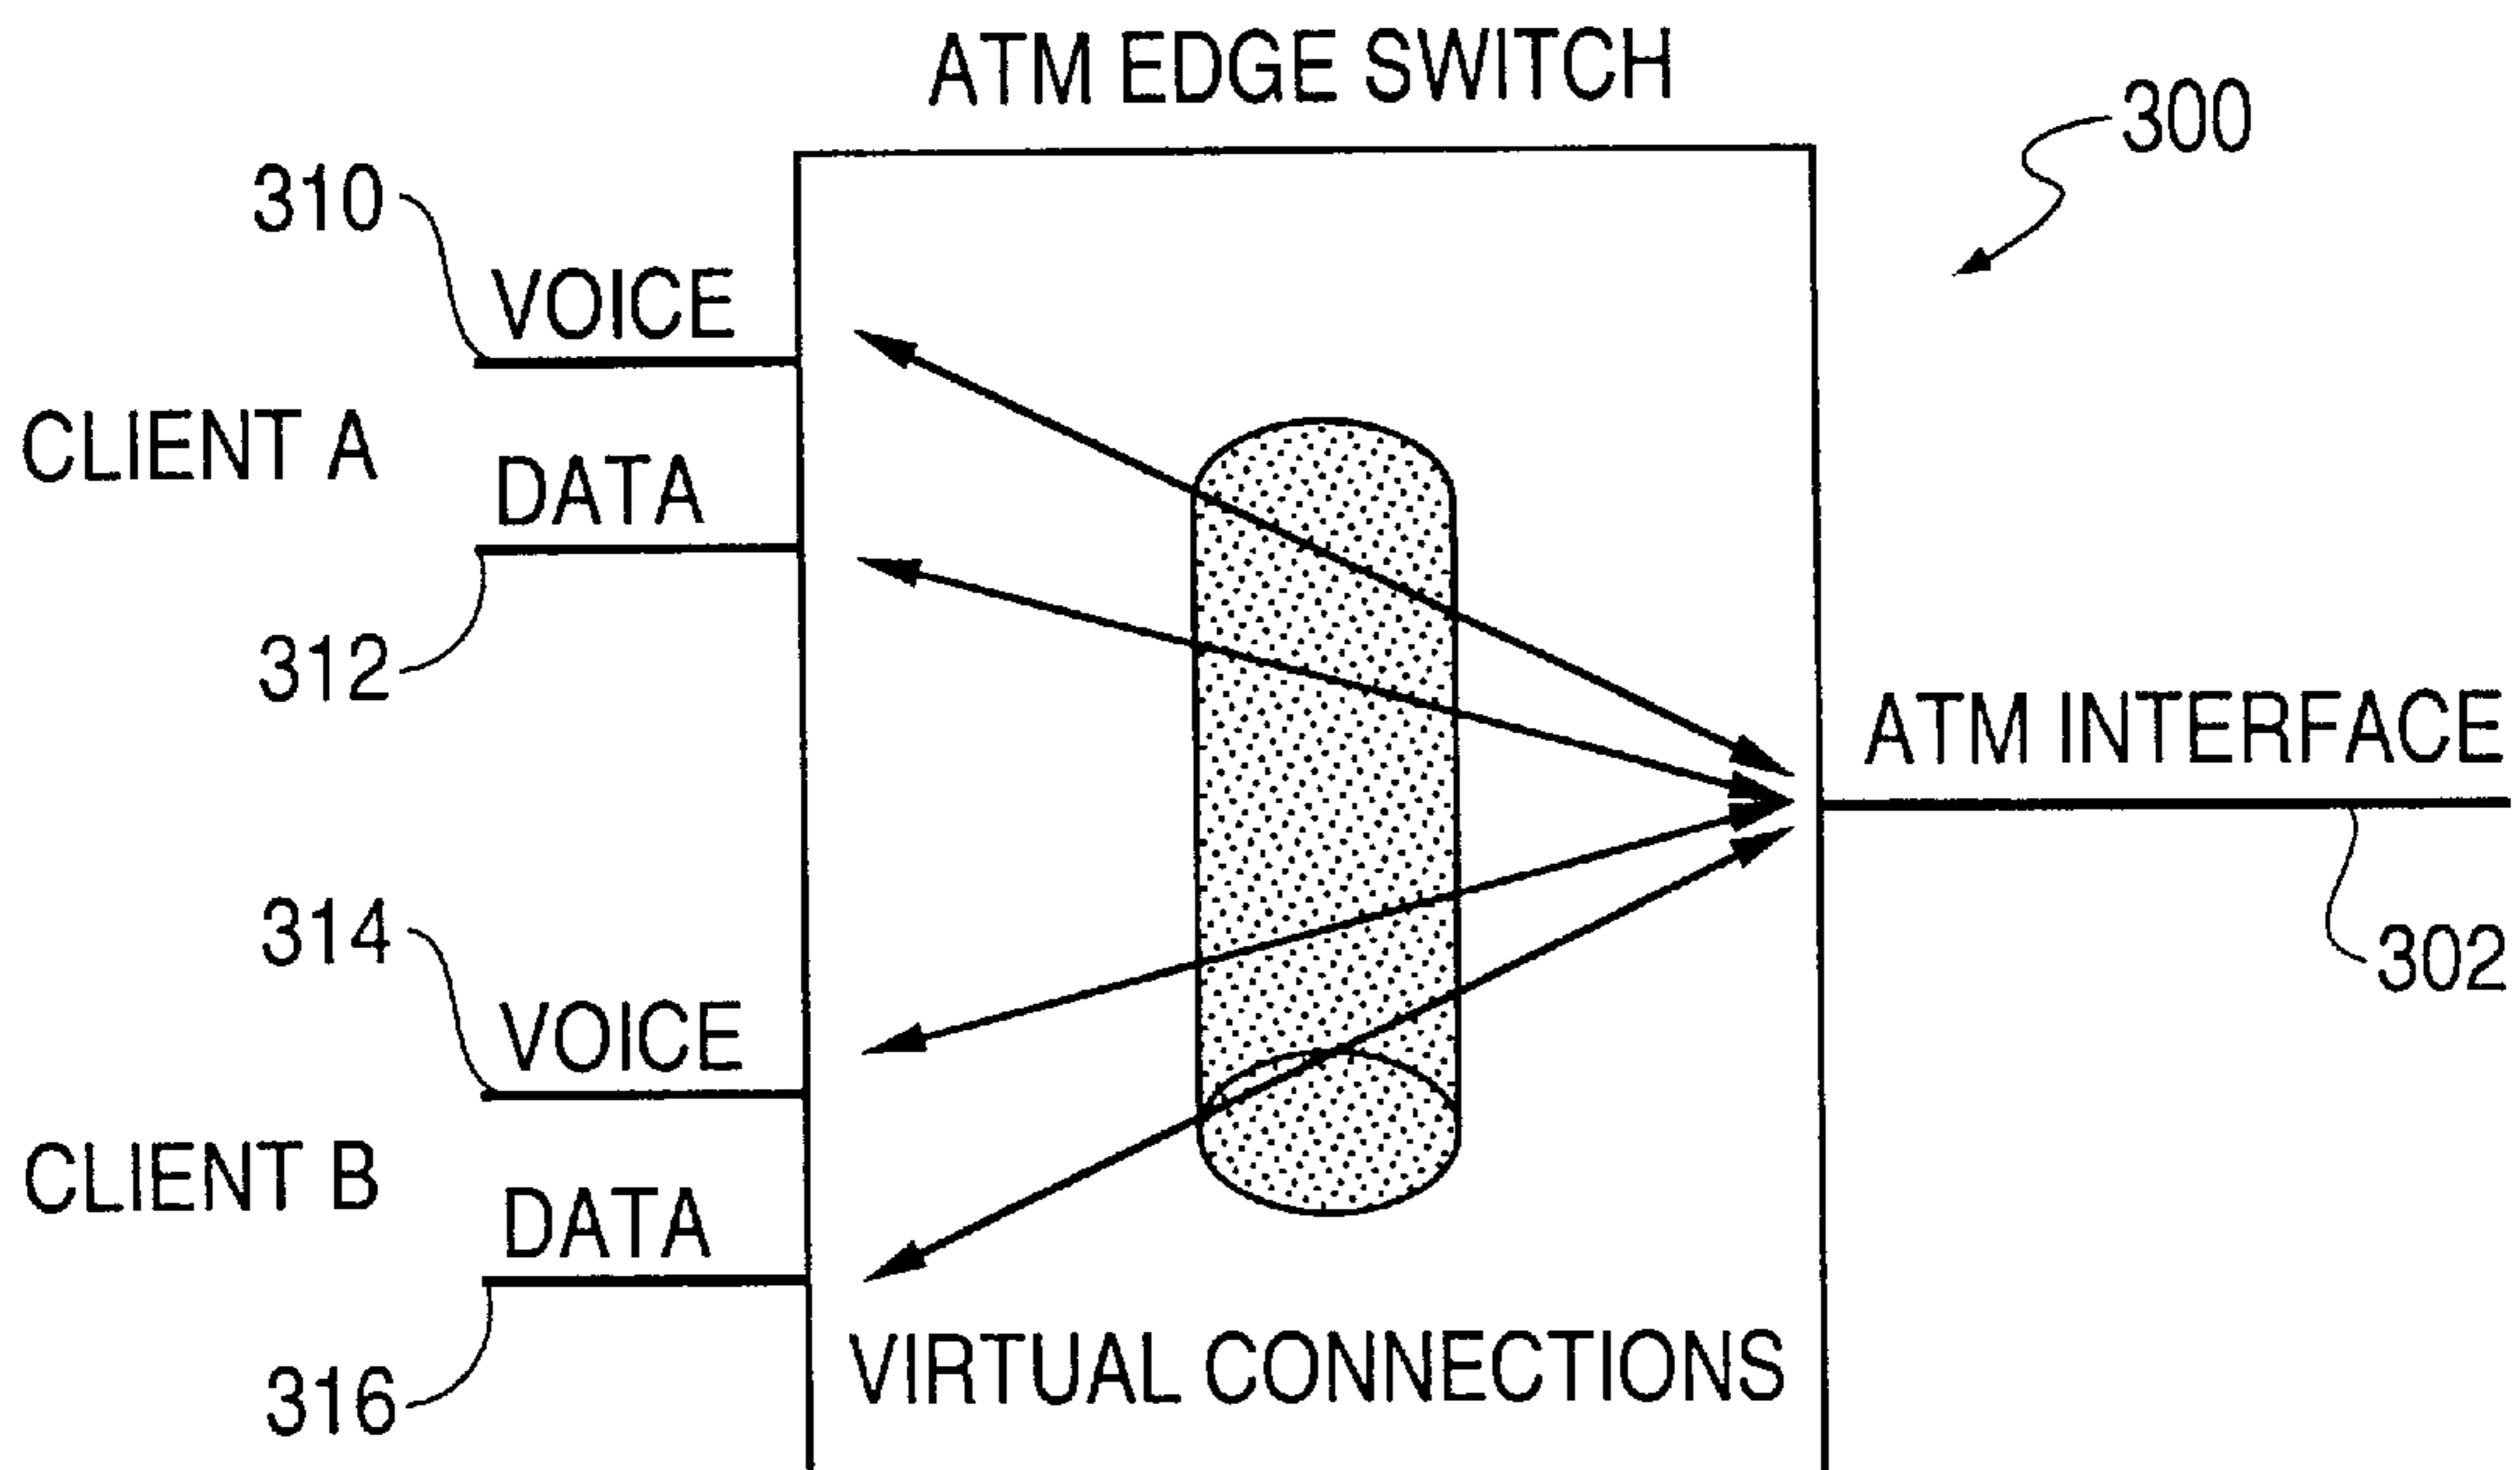 ATM EDGE SWITCH
300
310
VOICE
CLIENT A
DATA
312
ATM INTERFACE
302
314
VOICE
CLIENT B
DATA
316
VIRTUAL CONNECTIONS